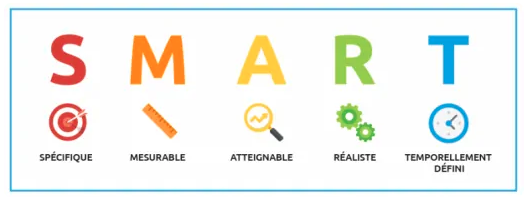 S M A R T
SPÉCIFIQUE MESURABLE ATTEIGNABLE RÉALISTE TEMPORELLEMENT
DÉFINI